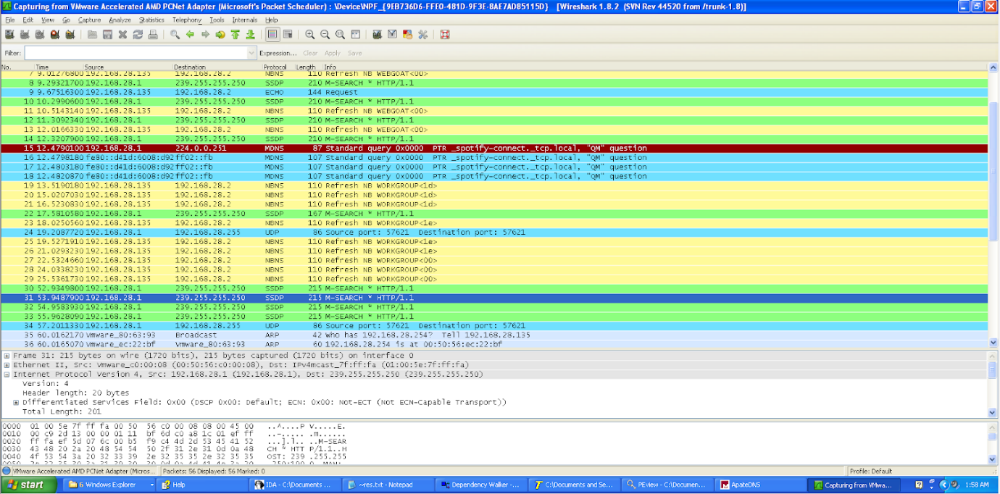 Capturing from VMware Accelerated AMD PCNet Adapter (Microsoft's Packet Scheduler) : \Device\NPF_{9EB736D6-FFE0-481D-9F3E-8AE7ADB5115D} [Wireshark 1.8.2 (SVN Rev 44520 from /trunk-1.8)]
File Edit View Go Capture Analyze Statistics Telephony Tools Internals Help
Filter: Expression... Clear Apply Save
No. Time Source Destination Protocol Length Info
7 9.01276800 192.168.28.135 192.168.28.2 NBNS 110 Refresh NB WEBGOAT<00>
8 9.29321700 192.168.28.1 239.255.255.250 SSDP 210 M-SEARCH * HTTP/1.1
9 9.67516300 192.168.28.135 192.168.28.2 ECHO 144 Request
10 10.2990600 192.168.28.1 239.255.255.250 SSDP 210 M-SEARCH * HTTP/1.1
11 10.5143140 192.168.28.135 192.168.28.2 NBNS 110 Refresh NB WEBGOAT<00>
12 11.3092340 192.168.28.1 239.255.255.250 SSDP 210 M-SEARCH * HTTP/1.1
13 12.0166330 192.168.28.135 192.168.28.2 NBNS 110 Refresh NB WEBGOAT<00>
14 12.3207900 192.168.28.1 239.255.255.250 SSDP 210 M-SEARCH * HTTP/1.1
15 12.4790100 192.168.28.1 224.0.0.251 MDNS 87 Standard query 0x0000 PTR _spotify-connect._tcp.local, "QM" question
16 12.4798180 fe80::d41d:6008:d92 ff02::fb MDNS 107 Standard query 0x0000 PTR _spotify-connect._tcp.local, "QM" question
17 12.4803180 fe80::d41d:6008:d92 ff02::fb MDNS 107 Standard query 0x0000 PTR _spotify-connect._tcp.local, "QM" question
18 12.4820870 fe80::d41d:6008:d92 ff02::fb MDNS 107 Standard query 0x0000 PTR _spotify-connect._tcp.local, "QM" question
19 13.5190180 192.168.28.135 192.168.28.2 NBNS 110 Refresh NB WORKGROUP<1d>
20 15.0207030 192.168.28.135 192.168.28.2 NBNS 110 Refresh NB WORKGROUP<1d>
21 16.5230830 192.168.28.135 192.168.28.2 NBNS 110 Refresh NB WORKGROUP<1d>
22 17.5810580 192.168.28.1 239.255.255.250 SSDP 167 M-SEARCH * HTTP/1.1
23 18.0250560 192.168.28.135 192.168.28.2 NBNS 110 Refresh NB WORKGROUP<1e>
24 19.2087720 192.168.28.1 192.168.28.255 UDP 86 Source port: 57621 Destination port: 57621
25 19.5271910 192.168.28.135 192.168.28.2 NBNS 110 Refresh NB WORKGROUP<1e>
26 21.0293230 192.168.28.135 192.168.28.2 NBNS 110 Refresh NB WORKGROUP<1e>
27 22.5324660 192.168.28.135 192.168.28.2 NBNS 110 Refresh NB WORKGROUP<00>
28 24.0338230 192.168.28.135 192.168.28.2 NBNS 110 Refresh NB WORKGROUP<00>
29 25.5361730 192.168.28.135 192.168.28.2 NBNS 110 Refresh NB WORKGROUP<00>
30 52.9349800 192.168.28.1 239.255.255.250 SSDP 215 M-SEARCH * HTTP/1.1
31 53.9487900 192.168.28.1 239.255.255.250 SSDP 215 M-SEARCH * HTTP/1.1
32 54.9583930 192.168.28.1 239.255.255.250 SSDP 215 M-SEARCH * HTTP/1.1
33 55.9628090 192.168.28.1 239.255.255.250 SSDP 215 M-SEARCH * HTTP/1.1
34 57.2011330 192.168.28.1 192.168.28.255 UDP 86 Source port: 57621 Destination port: 57621
35 60.0162170 Vmware_80:63:93 Broadcast ARP 42 Who has 192.168.28.254? Tell 192.168.28.135
36 60.0165070 Vmware_ec:22:bf Vmware_80:63:93 ARP 60 192.168.28.254 is at 00:50:56:ec:22:bf
Frame 31: 215 bytes on wire (1720 bits), 215 bytes captured (1720 bits) on interface 0
Ethernet II, Src: Vmware_c0:00:08 (00:50:56:c0:00:08), Dst: IPv4mcast_7f:ff:fa (01:00:5e:7f:ff:fa)
Internet Protocol Version 4, Src: 192.168.28.1 (192.168.28.1), Dst: 239.255.255.250 (239.255.255.250)
Version: 4
Header length: 20 bytes
Differentiated Services Field: 0x00 (DSCP 0x00: Default; ECN: 0x00: Not-ECT (Not ECN-Capable Transport))
Total Length: 201
0000 01 00 5e 7f ff fa 00 50 56 c0 00 08 08 00 45 00 ..^....P V.....E.
0010 00 c9 2d 13 00 00 01 11 bf 6d c0 a8 1c 01 ef ff ..-..... .m......
0020 ff fa ef 5d 07 6c 00 b5 f9 c4 4d 2d 53 45 41 52 ...].l.. ..M-SEAR
0030 43 48 20 2a 20 48 54 54 50 2f 31 2e 31 0d 0a 48 CH * HTT P/1.1..H
0040 4f 53 54 3a 20 32 33 39 2e 32 35 35 2e 32 35 35 OST: 239 .255.255
VMware Accelerated AMD PCNet Adapter (Micros... Packets: 56 Displayed: 56 Marked: 0 Profile: Default
start 6 Windows Explorer Help IDA - C:\Documents ... ~res.txt - Notepad Dependency Walker -... C:\Documents and Se... PEview - C:\Documen... ApateDNS Capturing from VMwa... 1:58 AM